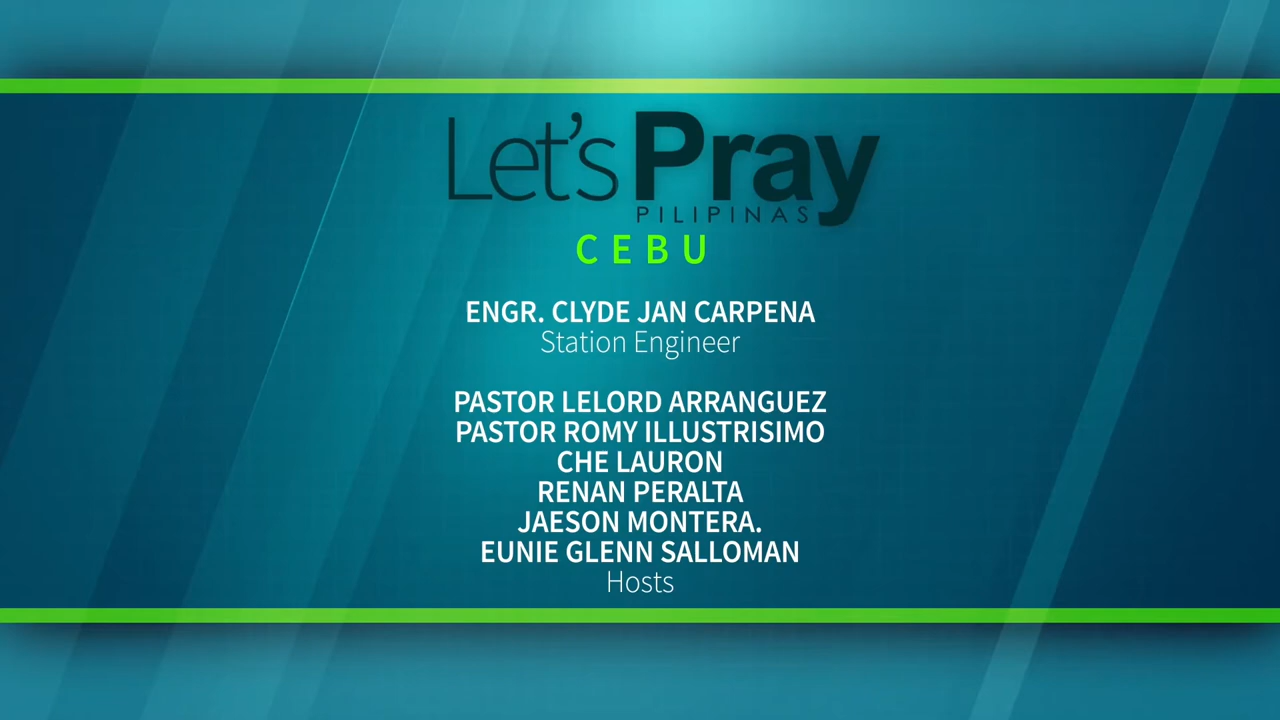 Let's Pray
PILIPINAS
CEBU
ENGR. CLYDE JAN CARPENA
Station Engineer
PASTOR LELORD ARRANGUEZ
PASTOR ROMY ILLUSTRISIMO
CHE LAURON
RENAN PERALTA
JAESON MONTERA.
EUNIE GLENN SALLOMAN
Hosts